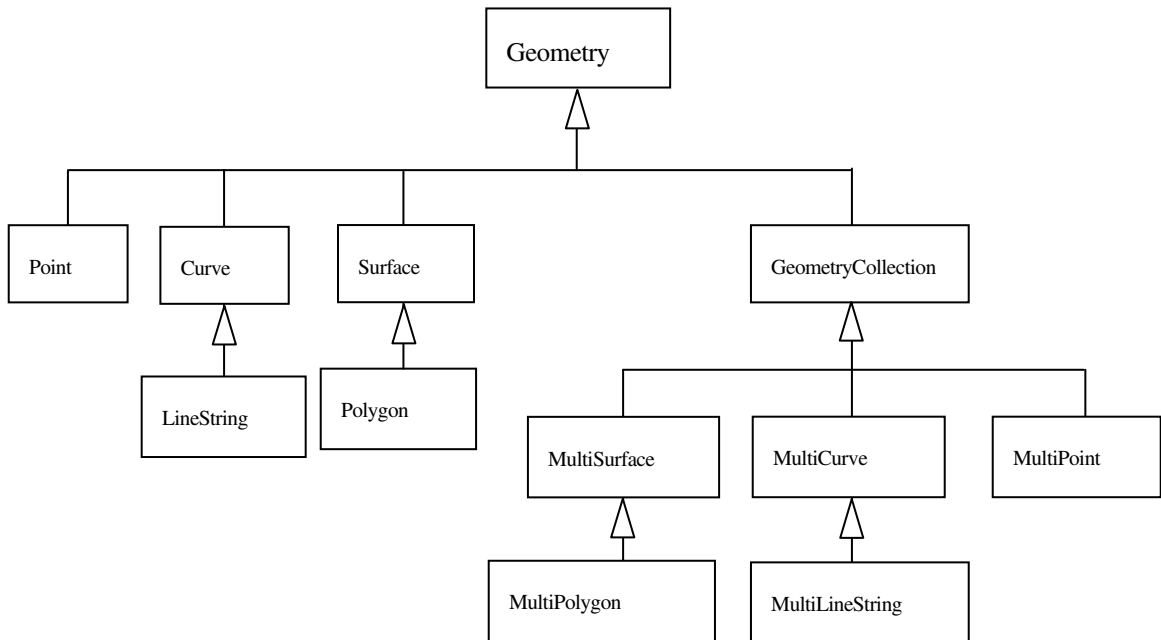 Geometry
Point
Curve
Surface
GeometryCollection
LineString
Polygon
MultiSurface
MultiCurve
MultiPoint
MultiPolygon
MultiLineString